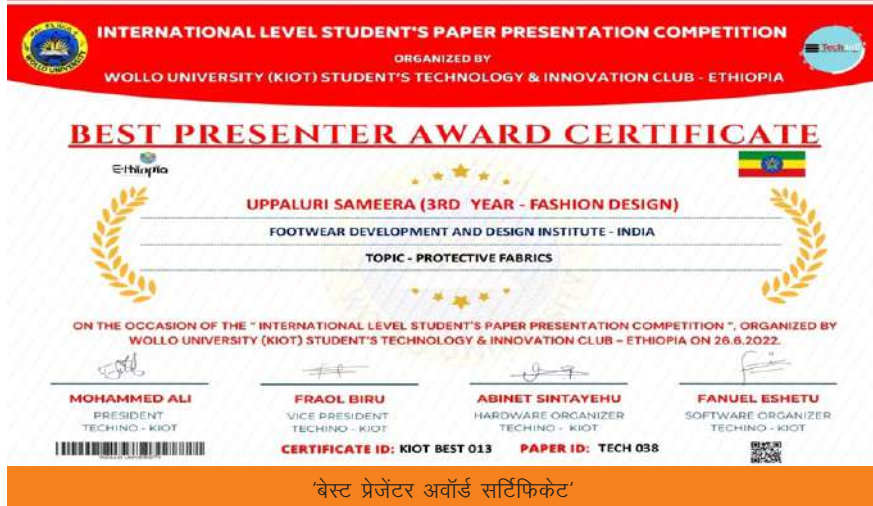 INTERNATIONAL LEVEL STUDENT'S PAPER PRESENTATION COMPETITION
ORGANIZED BY
WOLLO UNIVERSITY (KIOT) STUDENT'S TECHNOLOGY & INNOVATION CLUB - ETHIOPIA
BEST PRESENTER AWARD CERTIFICATE
UPPALURI SAMEERA (3RD YEAR - FASHION DESIGN)
FOOTWEAR DEVELOPMENT AND DESIGN INSTITUTE - INDIA
TOPIC - PROTECTIVE FABRICS
ON THE OCCASION OF THE " INTERNATIONAL LEVEL STUDENT'S PAPER PRESENTATION COMPETITION ", ORGANIZED BY
WOLLO UNIVERSITY (KIOT) STUDENT'S TECHNOLOGY & INNOVATION CLUB – ETHIOPIA ON 26.6.2022.
MOHAMMED ALI FRAOL BIRU ABINET SINTAYEHU FANUEL ESHETU
PRESIDENT VICE PRESIDENT HARDWARE ORGANIZER SOFTWARE ORGANIZER
TECHINO - KIOT TECHINO - KIOT TECHINO - KIOT TECHINO - KIOT
CERTIFICATE ID: KIOT BEST 013 PAPER ID: TECH 038
'बेस्ट प्रेजेंटर अवॉर्ड सर्टिफिकेट'